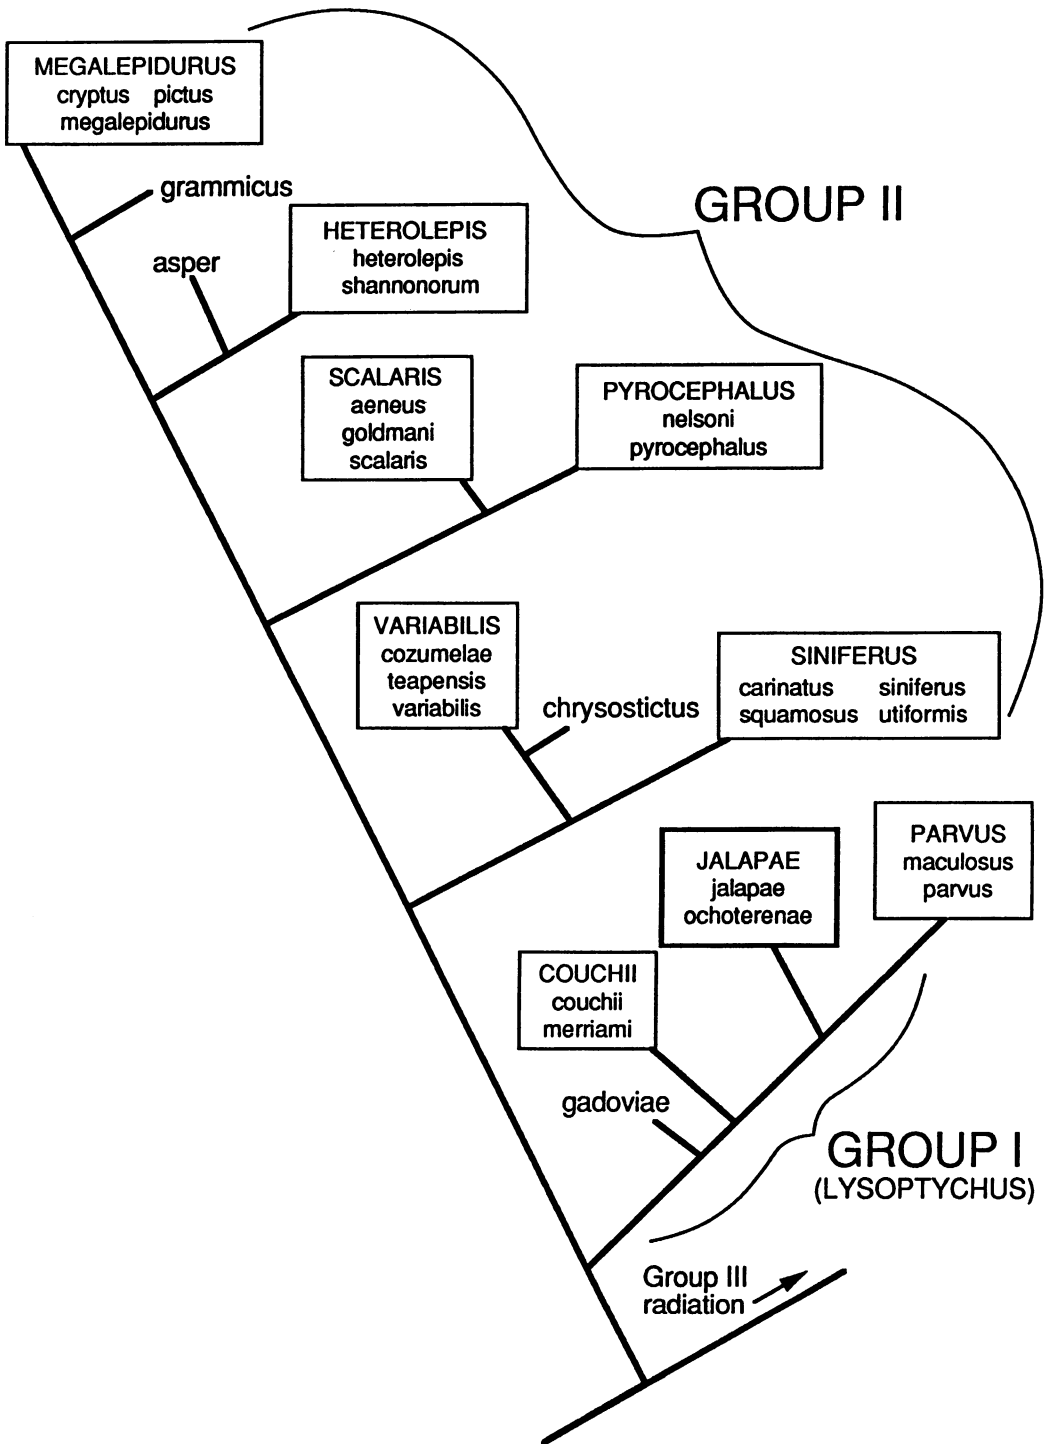 MEGALEPIDURUS
cryptus pictus
megalepidurus
grammicus
GROUP II
HETEROLEPIS
heterolepis
shannonorum
asper
SCALARIS
aeneus
goldmani
scalaris
PYROCEPHALUS
nelsoni
pyrocephalus
VARIABILIS
cozumelae
teapensis
variabilis
chrysostictus
SINIFERUS
carinatus siniferus
squamosus utiformis
PARVUS
maculosus
parvus
JALAPAE
jalapae
ochoterenae
COUCHII
couchii
merriami
gadoviae
GROUP I
(LYSOPTYCHUS)
Group III
radiation